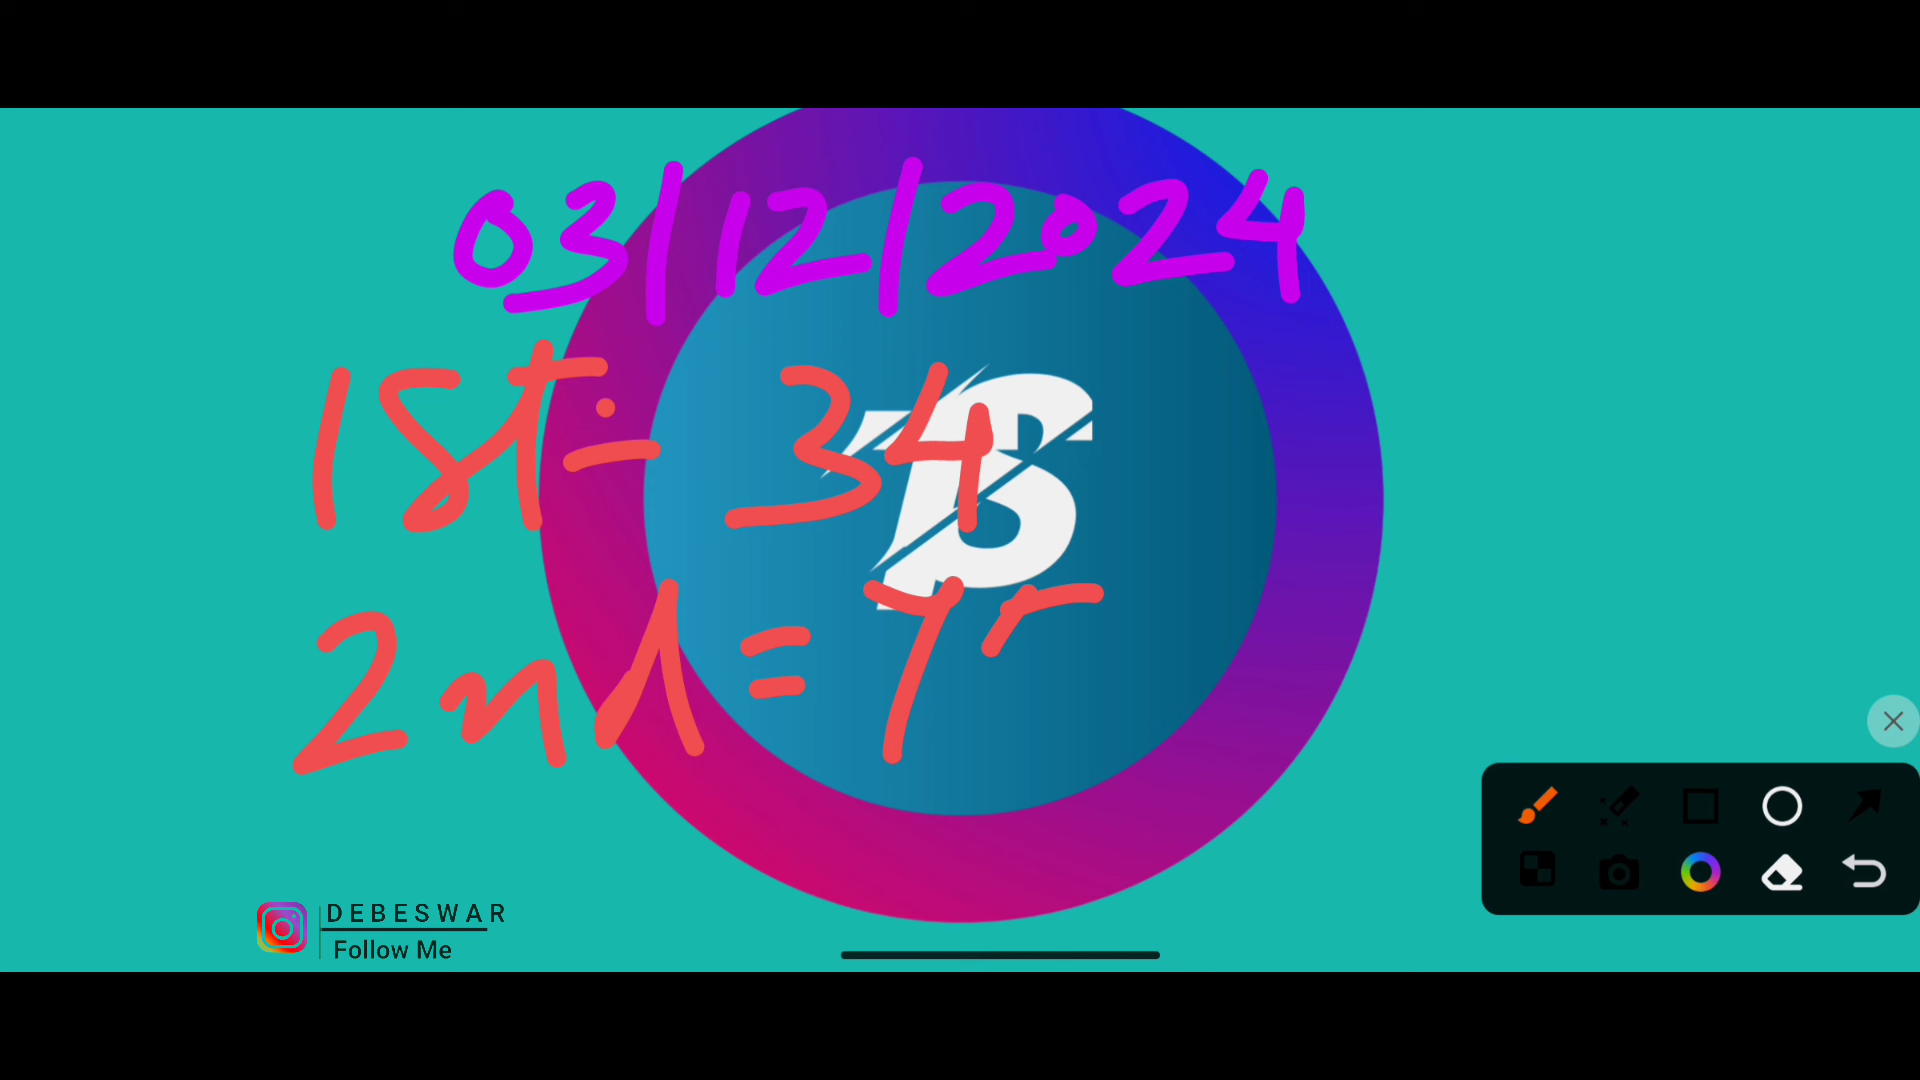 03/12/2024
1st = 34
2nd = 7
DEBESWAR
Follow Me